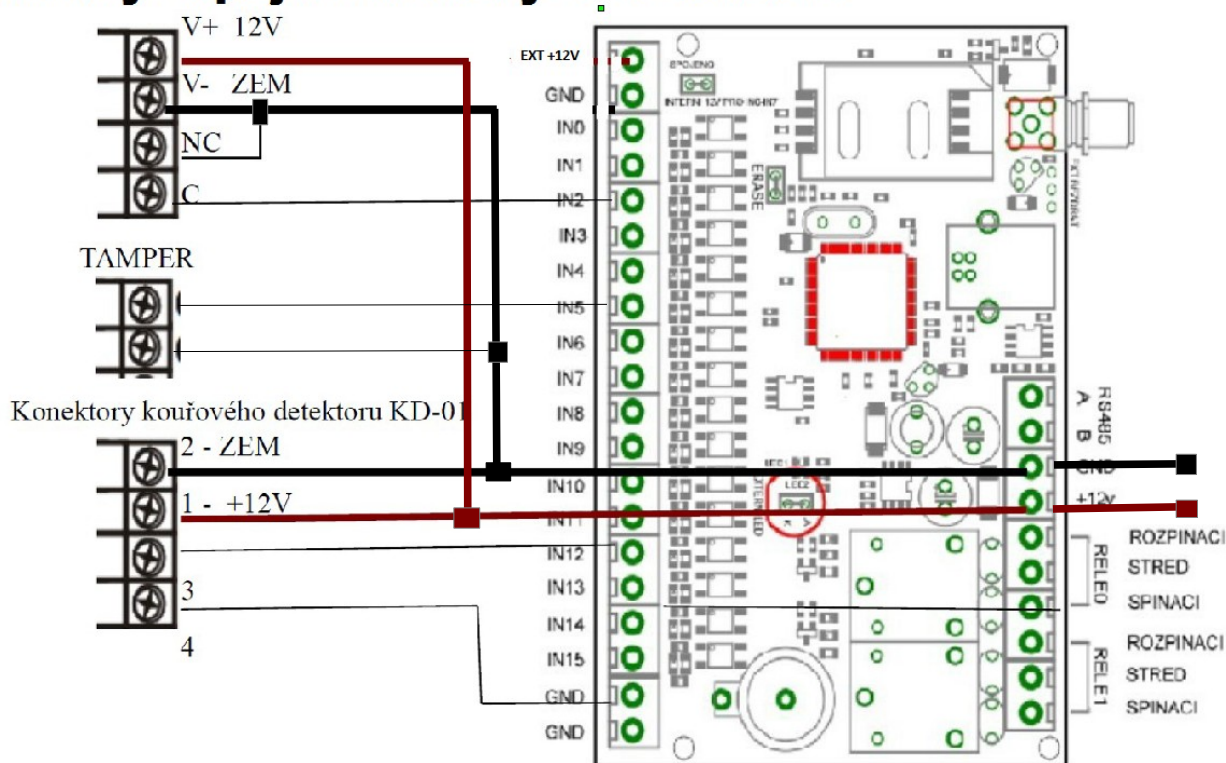 V+ 12V
V- ZEM
NC
C
TAMPER
Konektory kouřového detektoru KD-01
2 - ZEM
1 - +12V
3
4
EXT +12V
GND
IN0
IN1
IN2
IN3
IN4
IN5
IN6
IN7
IN8
IN9
IN10
IN11
IN12
IN13
IN14
IN15
GND
GND
SPOJENO
ERASE
LED2
RS485
A
B
GND
+12v
ROZPINACI
STRED
SPINACI
RELE0
ROZPINACI
STRED
SPINACI
RELE1